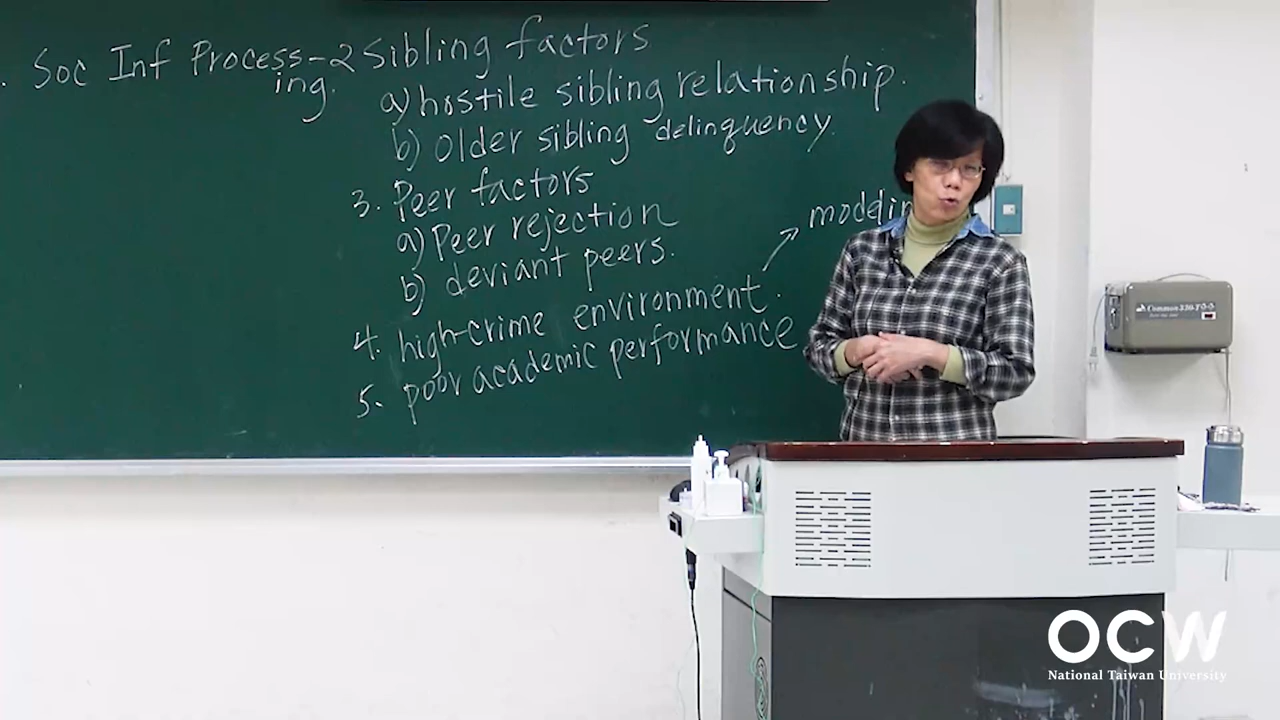 Soc Inf Process-
ing.
2 Sibling factors
a) hostile sibling relationship.
b) older sibling delinquency.
3. Peer factors
a) Peer rejection
b) deviant peers.
modelin
4. high-crime environment.
5. poor academic performance
OCW
National Taiwan University